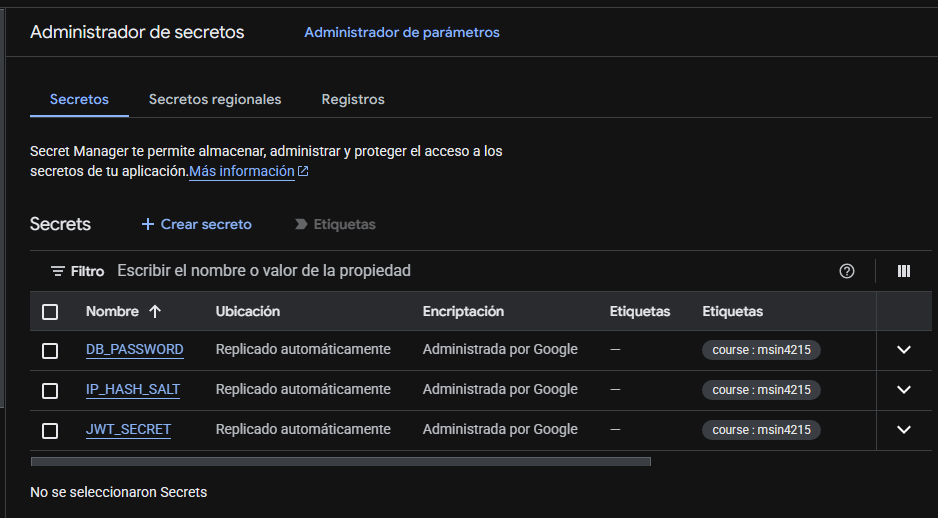 Administrador de secretos Administrador de parámetros
Secretos Secretos regionales Registros
Secret Manager te permite almacenar, administrar y proteger el acceso a los
secretos de tu aplicación.Más información
Secrets + Crear secreto Etiquetas
Filtro Escribir el nombre o valor de la propiedad
Nombre Ubicación Encriptación Etiquetas Etiquetas
DB_PASSWORD Replicado automáticamente Administrada por Google — course : msin4215
IP_HASH_SALT Replicado automáticamente Administrada por Google — course : msin4215
JWT_SECRET Replicado automáticamente Administrada por Google — course : msin4215
No se seleccionaron Secrets